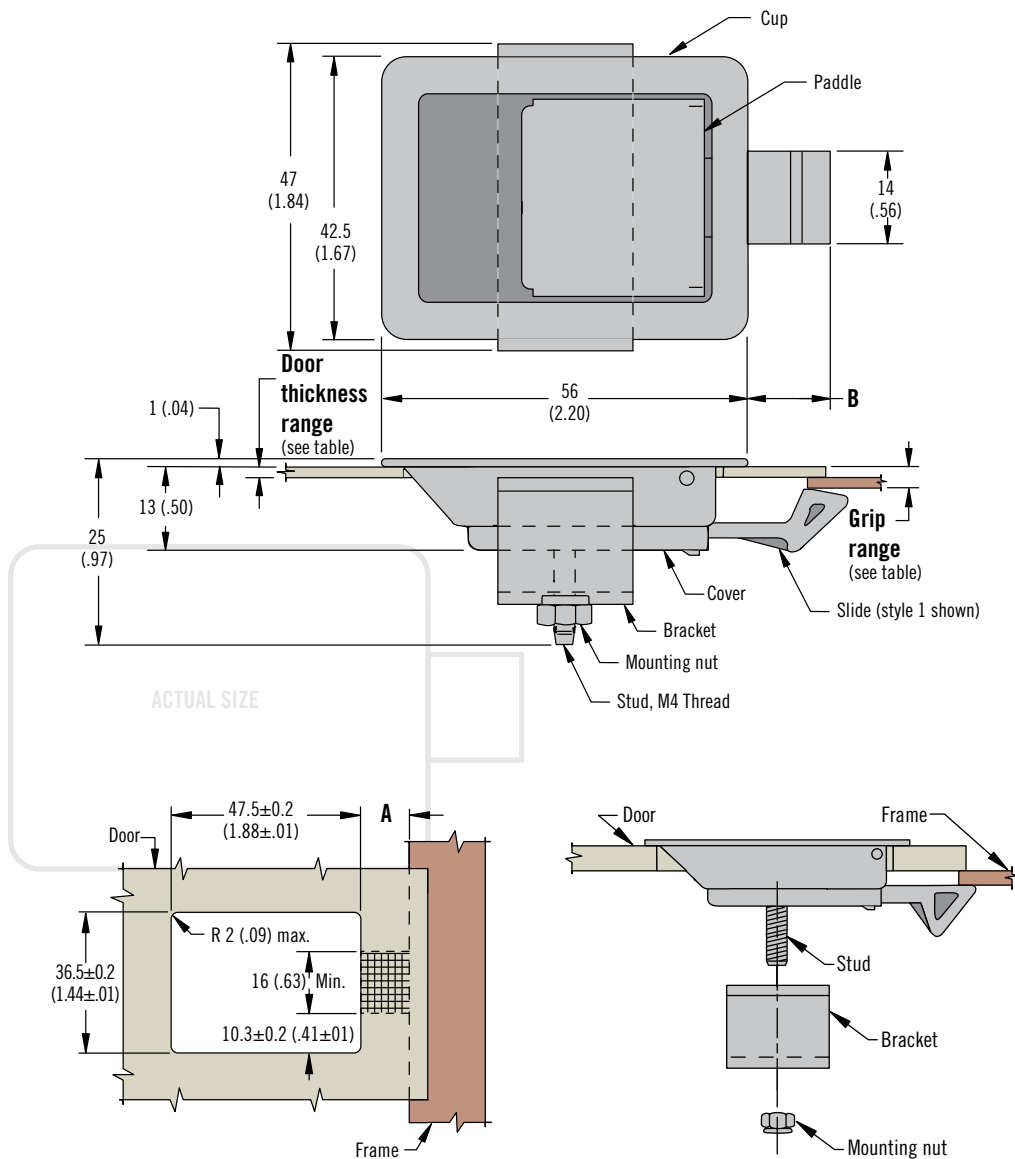 Cup
Paddle
47
(1.84)
42.5
(1.67)
14
(.56)
Door
thickness
range
(see table)
56
(2.20)
B
1 (.04)
13 (.50)
25
(.97)
Grip
range
(see table)
Cover
Slide (style 1 shown)
Bracket
Mounting nut
Stud, M4 Thread
ACTUAL SIZE
47.5±0.2
(1.88±.01)
A
Door
R 2 (.09) max.
36.5±0.2
(1.44±.01)
16 (.63) Min.
10.3±0.2 (.41±01)
Frame
Door
Frame
Stud
Bracket
Mounting nut